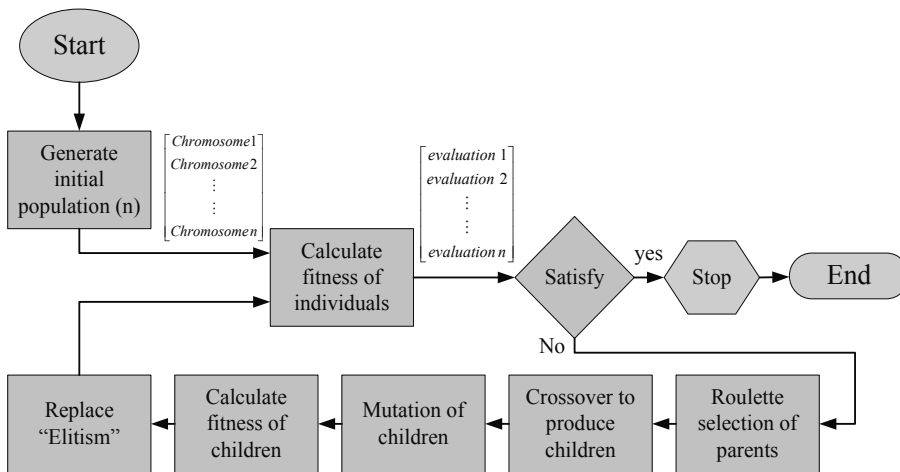 Start
Generate
initial
population (n)
Chromosome1
Chromosome2
⋮
⋮
Chromosome n
Calculate
fitness of
individuals
evaluation 1
evaluation 2
⋮
⋮
evaluation n
Satisfy
yes
Stop
End
No
Roulette
selection of
parents
Crossover to
produce
children
Mutation of
children
Calculate
fitness of
children
Replace
“Elitism”